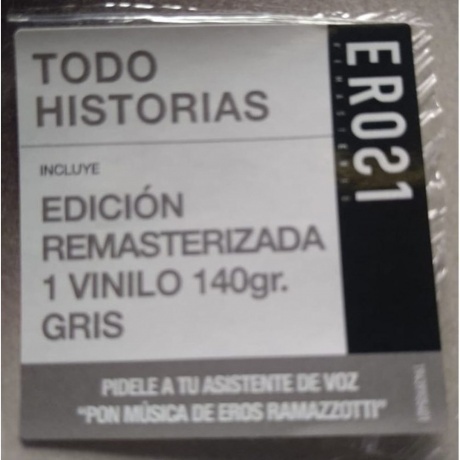 TODO
HISTORIAS
INCLUYE
EDICIÓN
REMASTERIZADA
1 VINILO 140gr.
GRIS
PIDELE A TU ASISTENTE DE VOZ
“PON MÚSICA DE EROS RAMAZZOTTI”
EROS21